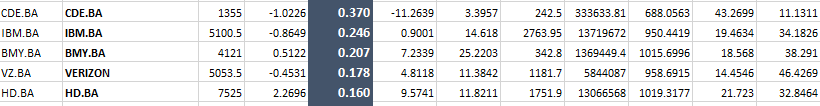 CDE.BA CDE.BA 1355 -1.0226 0.370 -11.2639 3.3957 242.5 333633.81 688.0563 43.2699 11.1311
IBM.BA IBM.BA 5100.5 -0.8649 0.246 0.9001 14.618 2763.95 13719672 950.4419 19.4634 34.1826
BMY.BA BMY.BA 4121 0.5122 0.207 7.2339 25.2203 342.8 1369449.4 1015.6996 18.568 38.291
VZ.BA VERIZON 5053.5 -0.4531 0.178 4.8118 11.3842 1181.7 5844087 958.6915 14.4546 46.4269
HD.BA HD.BA 7525 2.2696 0.160 9.5741 11.8211 1751.9 13066568 1019.3177 21.723 32.8464